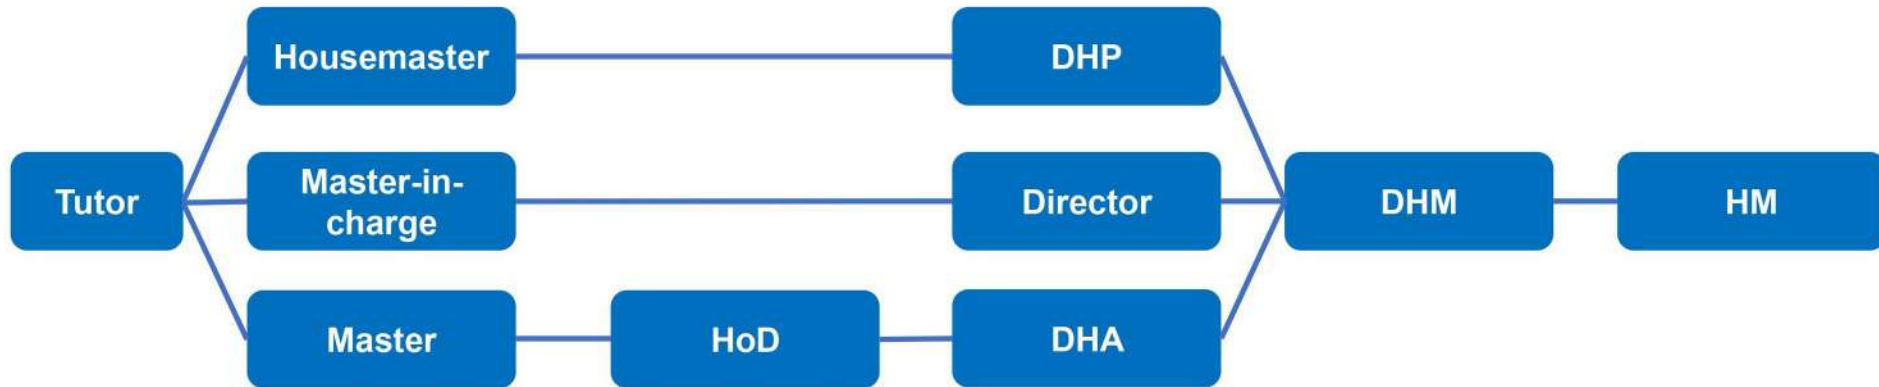 Housemaster
DHP
Tutor
Master-in-
charge
Director
DHM
HM
Master
HoD
DHA